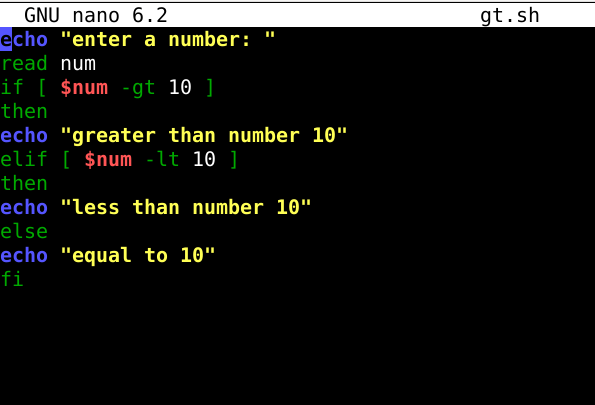 GNU nano 6.2 gt.sh
echo "enter a number: "
read num
if [ $num -gt 10 ]
then
echo "greater than number 10"
elif [ $num -lt 10 ]
then
echo "less than number 10"
else
echo "equal to 10"
fi